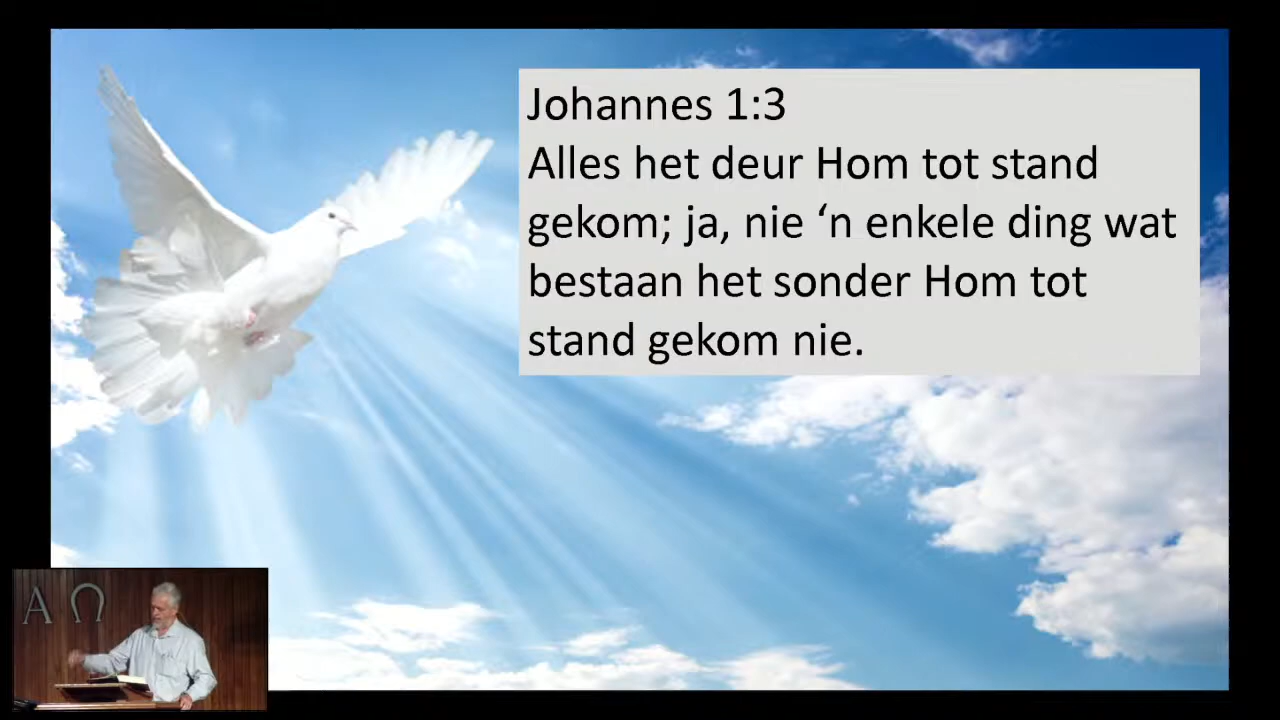 Johannes 1:3
Alles het deur Hom tot stand
gekom; ja, nie ‘n enkele ding wat
bestaan het sonder Hom tot
stand gekom nie.
Α Ω